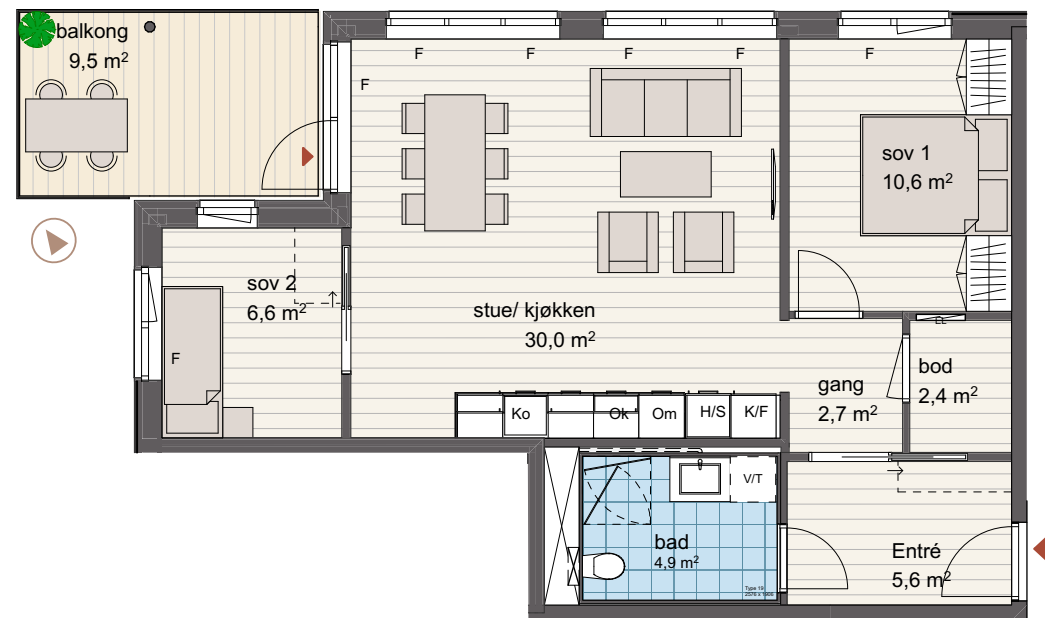 balkong
9,5 m²
F
F
F
F
F
F
sov 1
10,6 m²
sov 2
6,6 m²
F
stue/ kjøkken
30,0 m²
EL
bod
2,4 m²
gang
2,7 m²
Ko
Ok
Om
H/S
K/F
V/T
bad
4,9 m²
Entré
5,6 m²